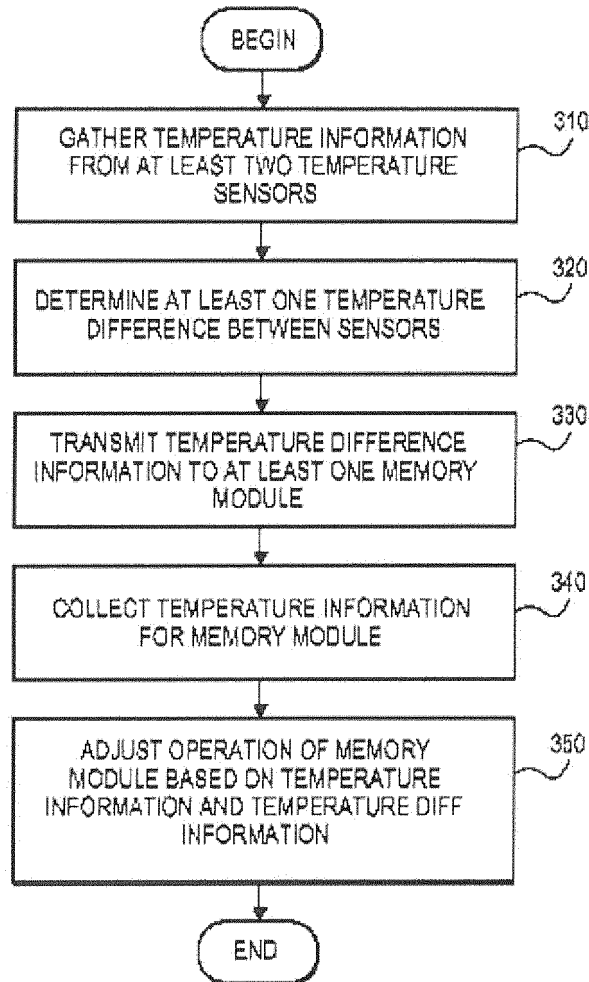 BEGIN
GATHER TEMPERATURE INFORMATION
FROM AT LEAST TWO TEMPERATURE
SENSORS
310
DETERMINE AT LEAST ONE TEMPERATURE
DIFFERENCE BETWEEN SENSORS
320
TRANSMIT TEMPERATURE DIFFERENCE
INFORMATION TO AT LEAST ONE MEMORY
MODULE
330
COLLECT TEMPERATURE INFORMATION
FOR MEMORY MODULE
340
ADJUST OPERATION OF MEMORY
MODULE BASED ON TEMPERATURE
INFORMATION AND TEMPERATURE DIFF
INFORMATION
350
END